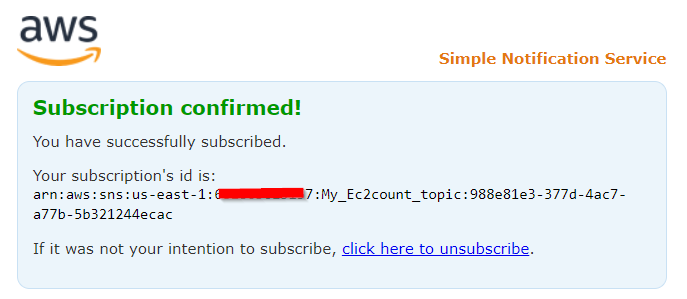 aws
Simple Notification Service
Subscription confirmed!
You have successfully subscribed.
Your subscription's id is:
arn:aws:sns:us-east-1:6 7:My_Ec2count_topic:988e81e3-377d-4ac7-
a77b-5b321244ecac
If it was not your intention to subscribe, click here to unsubscribe.